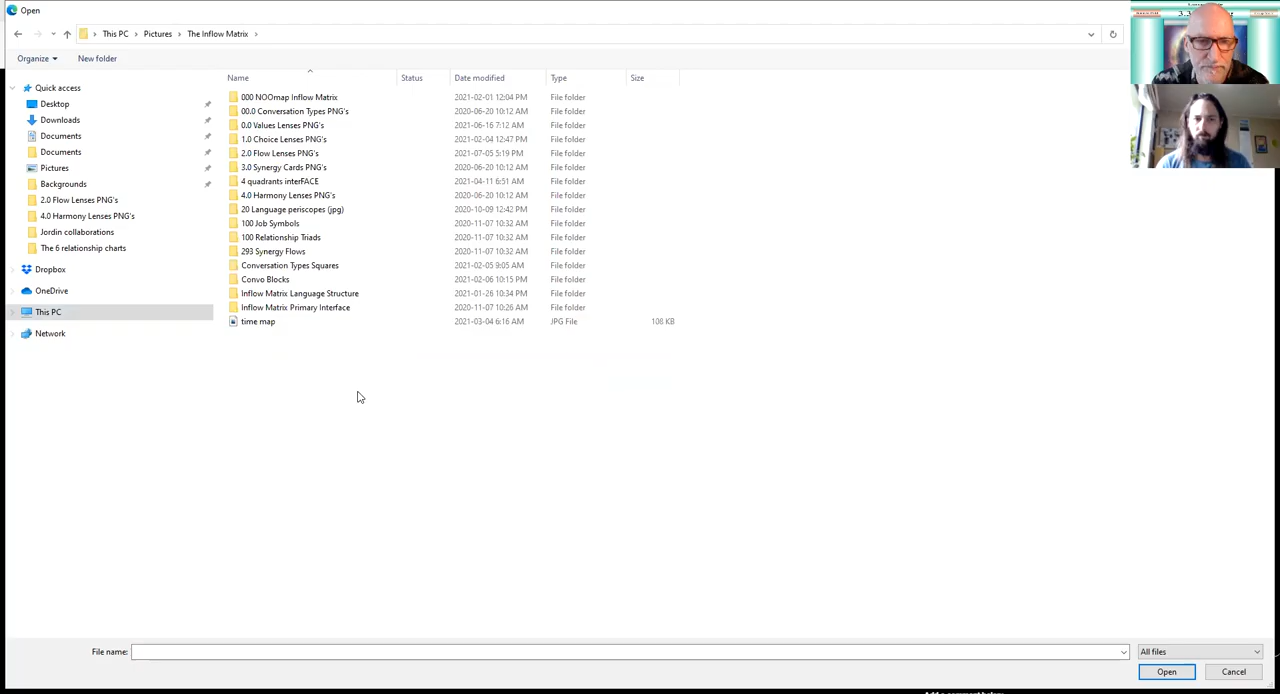 Open
This PC
Pictures
The Inflow Matrix
Organize
New folder
Name
Status
Date modified
Type
Size
Quick access
Desktop
Downloads
Documents
Documents
Pictures
Backgrounds
2.0 Flow Lenses PNG's
4.0 Harmony Lenses PNG's
Jordin collaborations
The 6 relationship charts
Dropbox
OneDrive
This PC
Network
000 NOOmap Inflow Matrix 2021-02-01 12:04 PM File folder
00.0 Conversation Types PNG's 2020-06-20 10:12 AM File folder
0.0 Values Lenses PNG's 2021-06-16 7:12 AM File folder
1.0 Choice Lenses PNG's 2021-02-04 12:47 PM File folder
2.0 Flow Lenses PNG's 2021-07-05 5:19 PM File folder
3.0 Synergy Cards PNG's 2020-06-20 10:12 AM File folder
4 quadrants interFACE 2021-04-11 6:51 AM File folder
4.0 Harmony Lenses PNG's 2020-06-20 10:12 AM File folder
20 Language periscopes (jpg) 2020-10-09 12:42 PM File folder
100 Job Symbols 2020-11-07 10:32 AM File folder
100 Relationship Triads 2020-11-07 10:32 AM File folder
293 Synergy Flows 2020-11-07 10:32 AM File folder
Conversation Types Squares 2021-02-05 9:05 AM File folder
Convo Blocks 2021-02-06 10:15 PM File folder
Inflow Matrix Language Structure 2021-01-26 10:34 PM File folder
Inflow Matrix Primary Interface 2020-11-07 10:26 AM File folder
time map 2021-03-04 6:16 AM JPG File 108 KB
File name:
All files
Open
Cancel